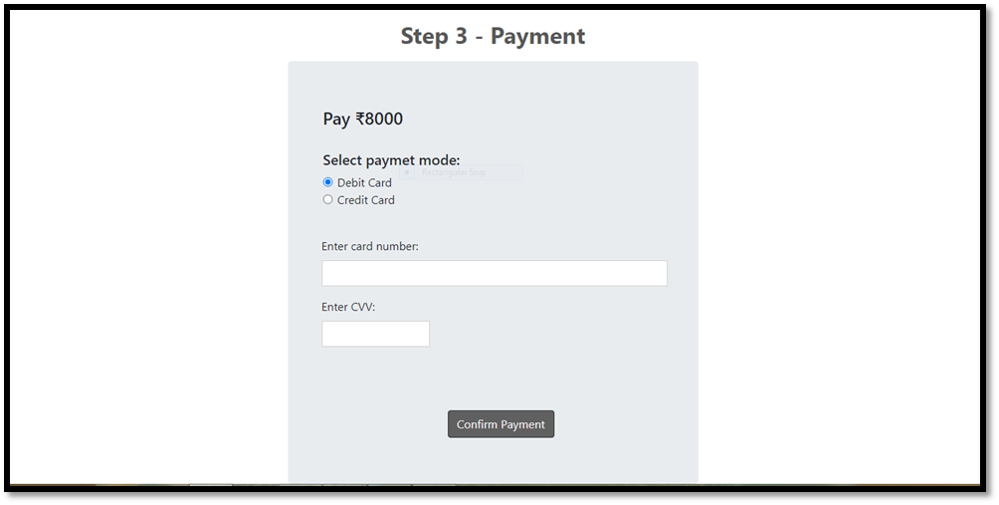 Step 3 - Payment
Pay ₹8000
Select paymet mode:
Rectangular Snip
Debit Card
Credit Card
Enter card number:
Enter CVV:
Confirm Payment